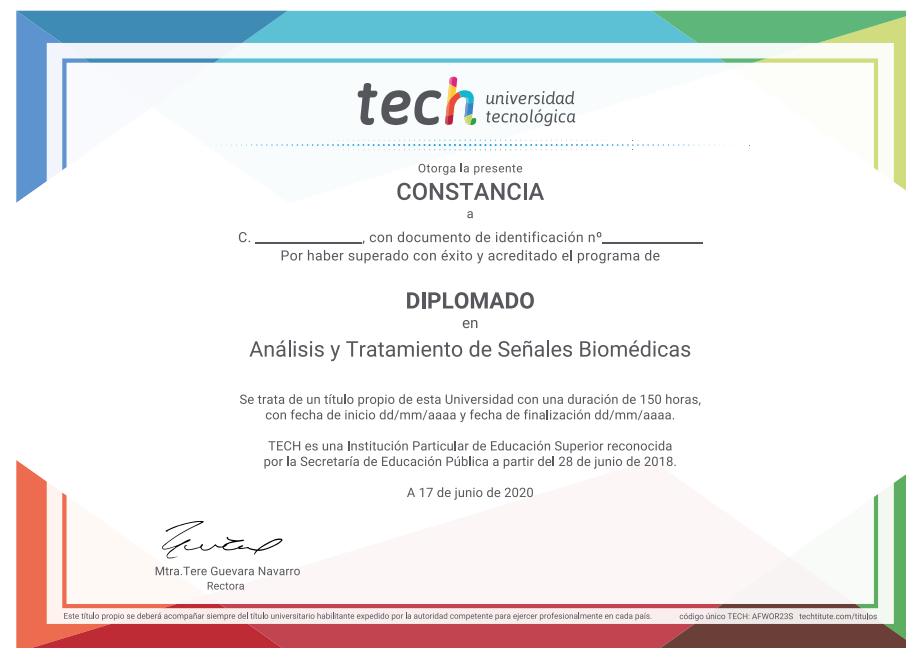 tech universidad
tecnológica
Otorga la presente
CONSTANCIA
a
C. ____________, con documento de identificación nº____________
Por haber superado con éxito y acreditado el programa de
DIPLOMADO
en
Análisis y Tratamiento de Señales Biomédicas
Se trata de un título propio de esta Universidad con una duración de 150 horas,
con fecha de inicio dd/mm/aaaa y fecha de finalización dd/mm/aaaa.
TECH es una Institución Particular de Educación Superior reconocida
por la Secretaría de Educación Pública a partir del 28 de junio de 2018.
A 17 de junio de 2020
Mtra.Tere Guevara Navarro
Rectora
Este título propio se deberá acompañar siempre del título universitario habilitante expedido por la autoridad competente para ejercer profesionalmente en cada país. código único TECH: AFWOR23S techtitute.com/titulos